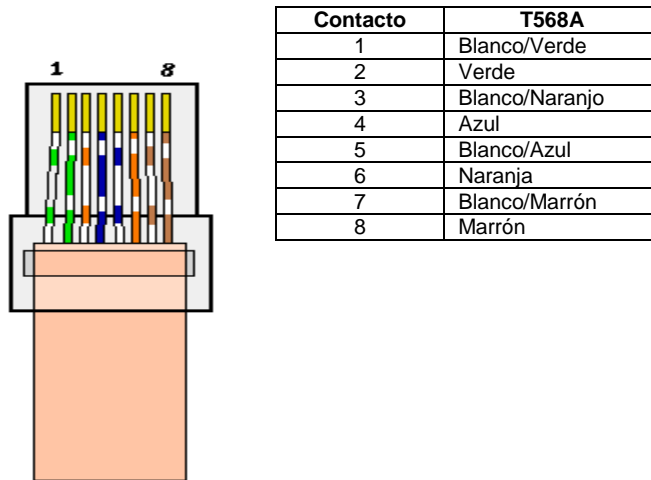 1 8
Contacto T568A
1 Blanco/Verde
2 Verde
3 Blanco/Naranjo
4 Azul
5 Blanco/Azul
6 Naranja
7 Blanco/Marrón
8 Marrón